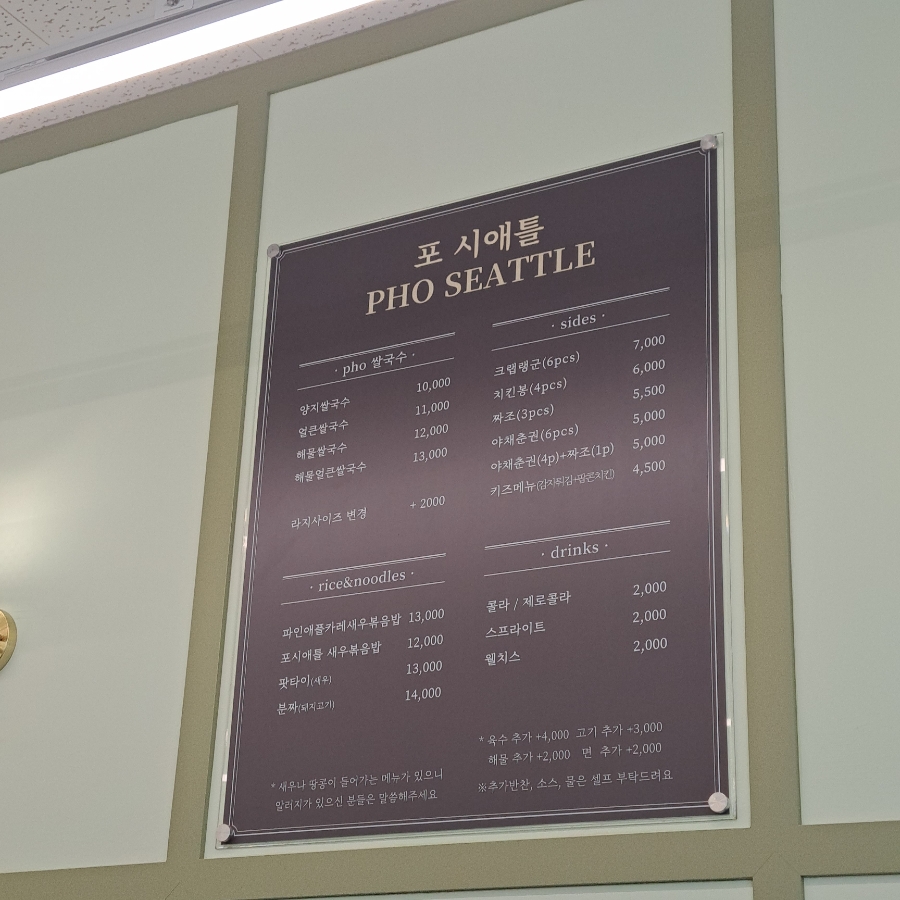 포 시애틀
PHO SEATTLE
· pho 쌀국수 ·
양지쌀국수 10,000
얼큰쌀국수 11,000
해물쌀국수 12,000
해물얼큰쌀국수 13,000
라지사이즈 변경 + 2000
· rice&noodles ·
파인애플카레새우볶음밥 13,000
포시애틀 새우볶음밥 12,000
팟타이(새우) 13,000
분짜(돼지고기) 14,000
* 새우나 땅콩이 들어가는 메뉴가 있으니
알러지가 있으신 분들은 말씀해주세요
· sides ·
크랩랭군(6pcs) 7,000
치킨봉(4pcs) 6,000
짜조(3pcs) 5,500
야채춘권(6pcs) 5,000
야채춘권(4p)+짜조(1p) 5,000
키즈메뉴(감자튀김+팝콘치킨) 4,500
· drinks ·
콜라 / 제로콜라 2,000
스프라이트 2,000
웰치스 2,000
* 육수 추가 +4,000 고기 추가 +3,000
해물 추가 +2,000 면 추가 +2,000
※추가반찬, 소스, 물은 셀프 부탁드려요